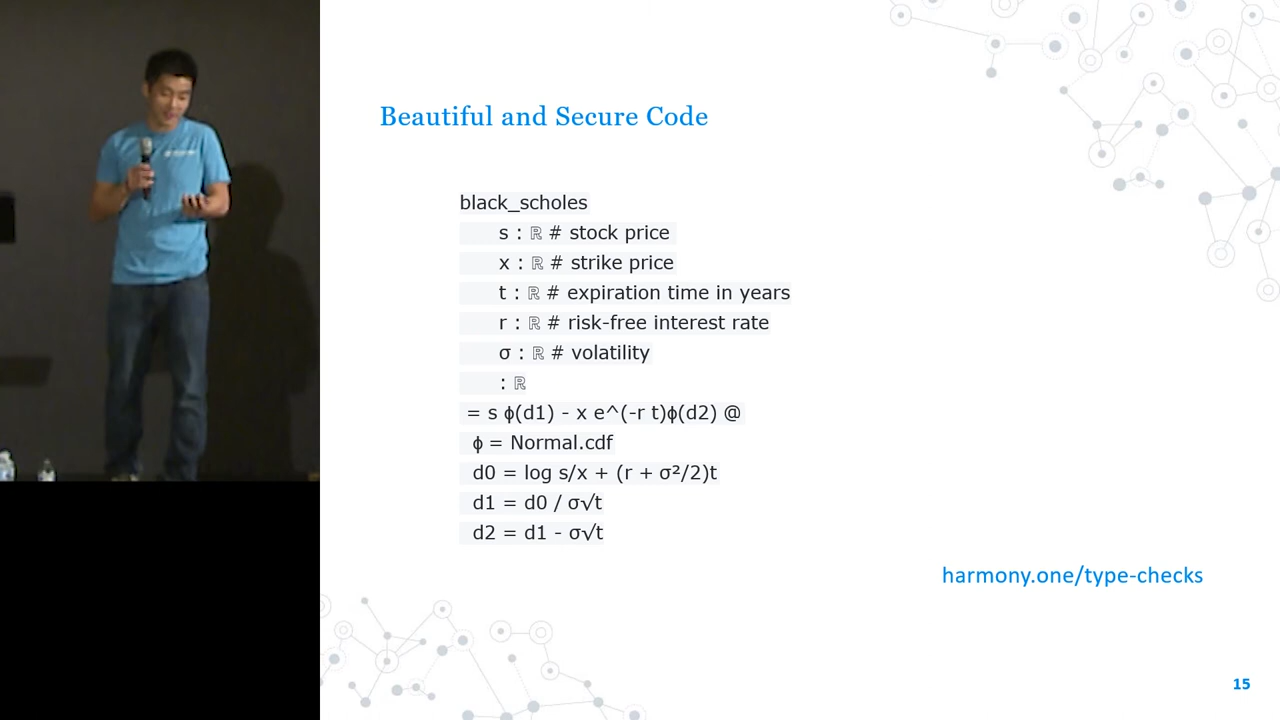 Beautiful and Secure Code
black_scholes
s : ℝ # stock price
x : ℝ # strike price
t : ℝ # expiration time in years
r : ℝ # risk-free interest rate
σ : ℝ # volatility
: ℝ
= s ϕ(d1) - x e^(-r t)ϕ(d2) @
ϕ = Normal.cdf
d0 = log s/x + (r + σ²/2)t
d1 = d0 / σ√t
d2 = d1 - σ√t
harmony.one/type-checks
15